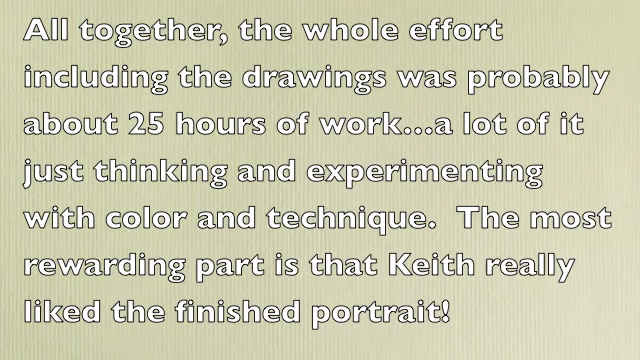 All together, the whole effort
including the drawings was probably
about 25 hours of work...a lot of it
just thinking and experimenting
with color and technique.  The most
rewarding part is that Keith really
liked the finished portrait!